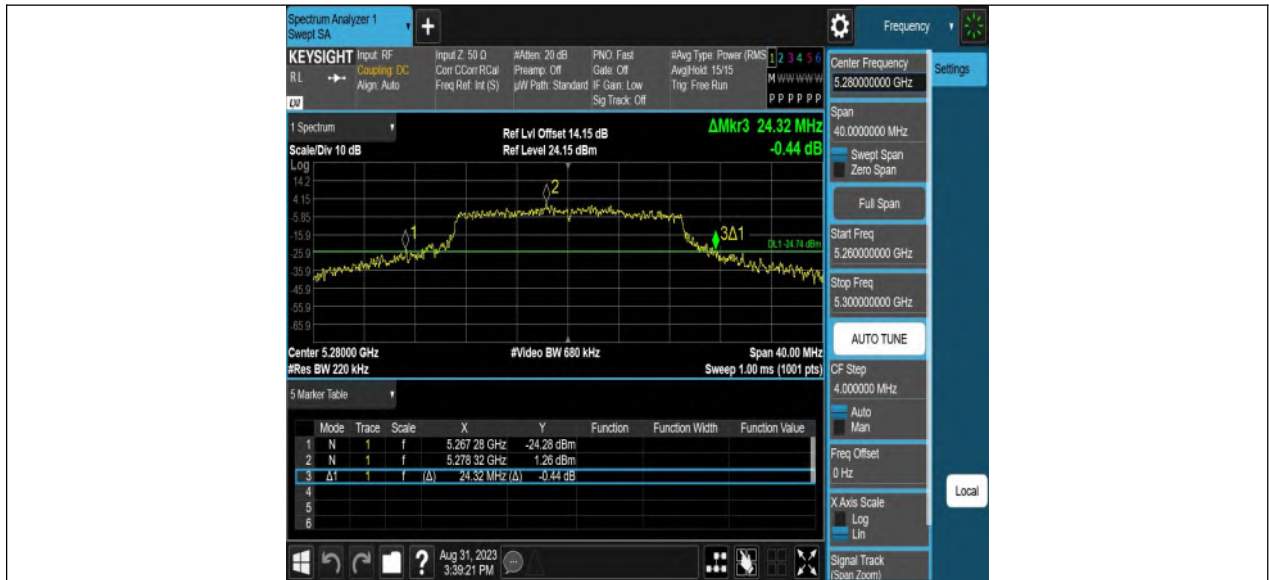 Spectrum Analyzer 1
Swept SA
+
Frequency
KEYSIGHT
RL
LXI
Input: RF
Coupling: DC
Align: Auto
Input Z: 50 Ω
Corr CCorr RCal
Freq Ref: Int (S)
#Atten: 20 dB
Preamp: Off
µW Path: Standard
PNO: Fast
Gate: Off
IF Gain: Low
Sig Track: Off
#Avg Type: Power (RMS
Avg|Hold: 15/15
Trig: Free Run
1 2 3 4 5 6
M W W W W W
P P P P P P
1 Spectrum
Scale/Div 10 dB
Ref Lvl Offset 14.15 dB
Ref Level 24.15 dBm
ΔMkr3 24.32 MHz
-0.44 dB
Log
14.2
4.15
-5.85
-15.9
-25.9
-35.9
-45.9
-55.9
-65.9
1
2
3Δ1
DL1 -24.74 dBm
Center 5.28000 GHz
#Video BW 680 kHz
Span 40.00 MHz
#Res BW 220 kHz
Sweep 1.00 ms (1001 pts)
5 Marker Table
Mode Trace Scale X Y Function Function Width Function Value
1 N 1 f 5.267 28 GHz -24.28 dBm
2 N 1 f 5.278 32 GHz 1.26 dBm
3 Δ1 1 f (Δ) 24.32 MHz (Δ) -0.44 dB
4
5
6
?
Aug 31, 2023
3:39:21 PM
Center Frequency
5.280000000 GHz
Settings
Span
40.0000000 MHz
Swept Span
Zero Span
Full Span
Start Freq
5.260000000 GHz
Stop Freq
5.300000000 GHz
AUTO TUNE
CF Step
4.000000 MHz
Auto
Man
Freq Offset
0 Hz
X Axis Scale
Log
Lin
Local
Signal Track
(Span Zoom)